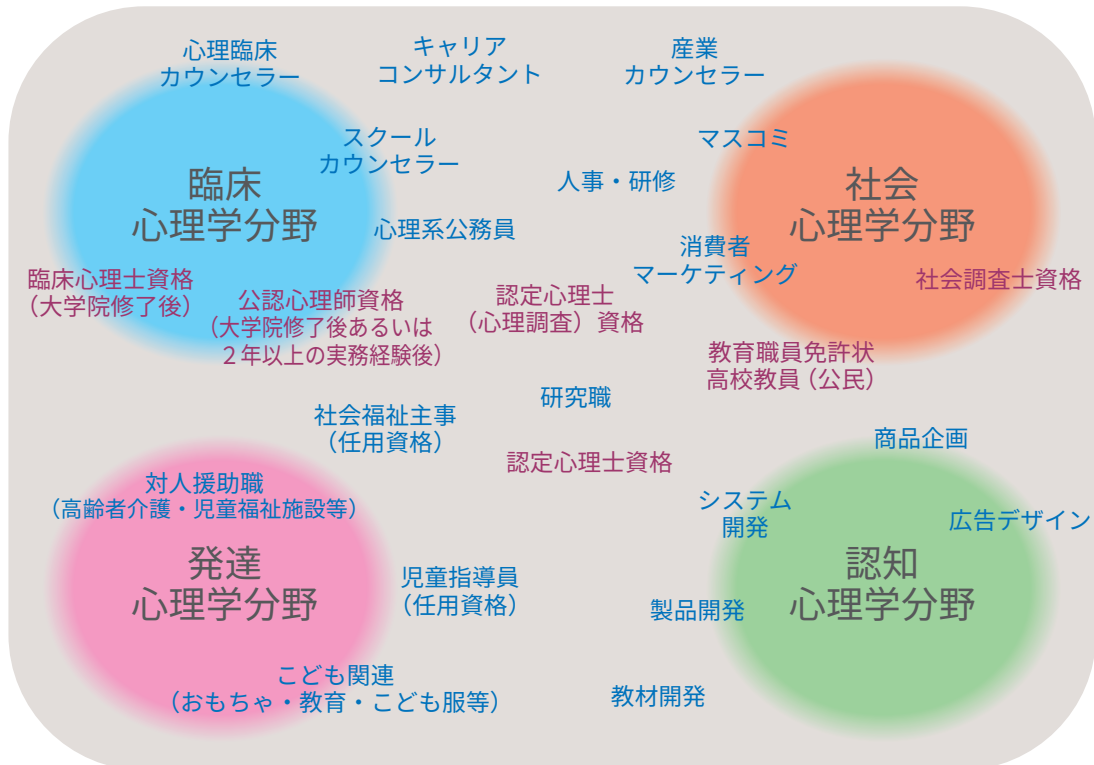 心理臨床
カウンセラー
キャリア
コンサルタント
産業
カウンセラー
スクール
カウンセラー
マスコミ
臨床
心理学分野
人事・研修
社会
心理学分野
心理系公務員
消費者
マーケティング
臨床心理士資格
（大学院修了後）
公認心理師資格
（大学院修了後あるいは
２年以上の実務経験後）
認定心理士
（心理調査）資格
社会調査士資格
教育職員免許状
高校教員（公民）
研究職
社会福祉主事
（任用資格）
認定心理士資格
商品企画
対人援助職
（高齢者介護・児童福祉施設等）
システム
開発
広告デザイン
発達
心理学分野
児童指導員
（任用資格）
製品開発
認知
心理学分野
こども関連
（おもちゃ・教育・こども服等）
教材開発